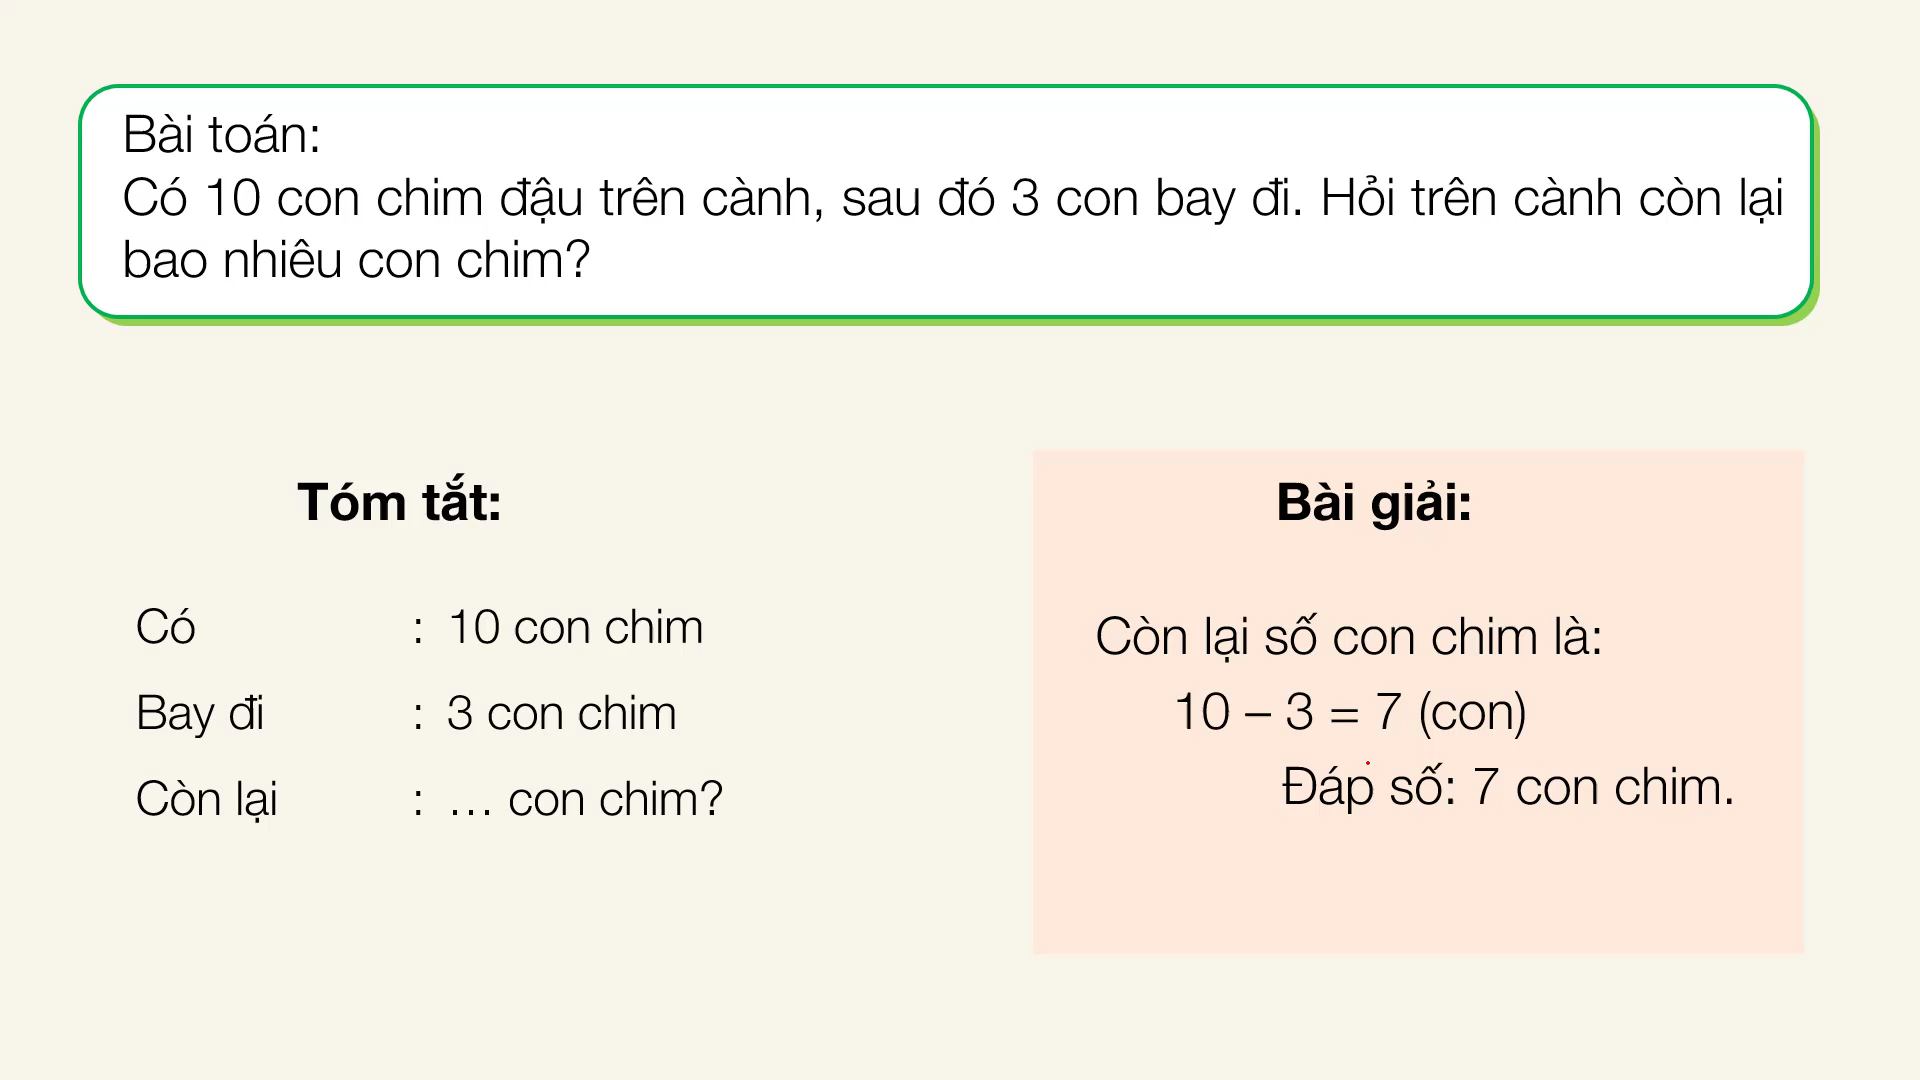 Bài toán:
Có 10 con chim đậu trên cành, sau đó 3 con bay đi. Hỏi trên cành còn lại
bao nhiêu con chim?
Tóm tắt:
Có : 10 con chim
Bay đi : 3 con chim
Còn lại : … con chim?
Bài giải:
Còn lại số con chim là:
10 – 3 = 7 (con)
Đáp số: 7 con chim.